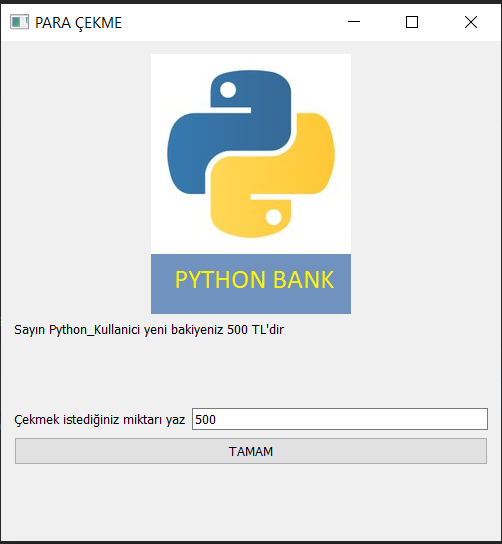 PARA ÇEKME
PYTHON BANK
Sayın Python_Kullanici yeni bakiyeniz 500 TL'dir
Çekmek istediğiniz miktarı yaz 500
TAMAM